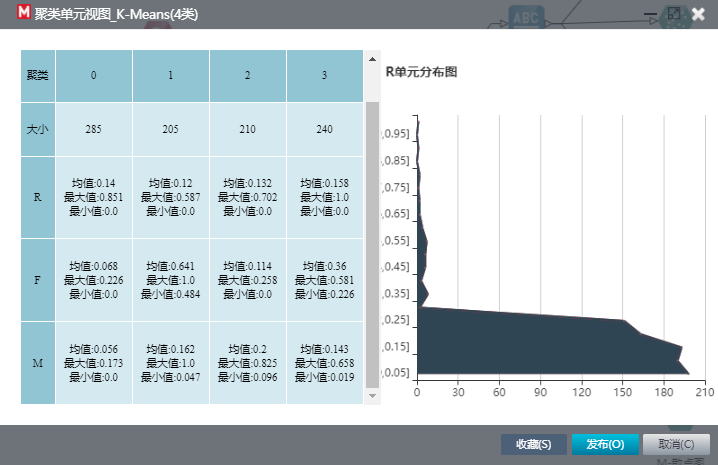 聚类单元视图_K-Means(4类)
ABC
聚类 0 1 2 3
大小 285 205 210 240
R
均值:0.14 最大值:0.851 最小值:0.0
均值:0.12 最大值:0.587 最小值:0.0
均值:0.132 最大值:0.702 最小值:0.0
均值:0.158 最大值:1.0 最小值:0.0
F
均值:0.068 最大值:0.226 最小值:0.0
均值:0.641 最大值:1.0 最小值:0.484
均值:0.114 最大值:0.258 最小值:0.0
均值:0.36 最大值:0.581 最小值:0.226
M
均值:0.056 最大值:0.173 最小值:0.0
均值:0.162 最大值:1.0 最小值:0.047
均值:0.2 最大值:0.825 最小值:0.096
均值:0.143 最大值:0.658 最小值:0.019
R单元分布图
,0.95]
,0.85]
,0.75]
,0.65]
,0.55]
,0.45]
,0.35]
,0.25]
,0.15]
,0.05]
0 30 60 90 120 150 180 210
收藏(S) 发布(O) 取消(C)